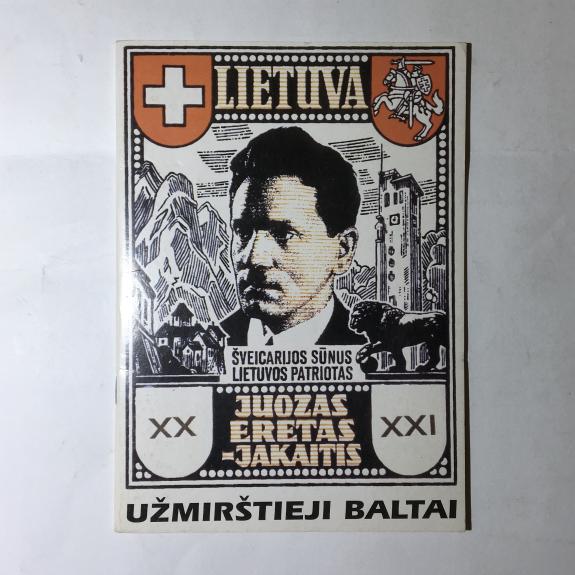 LIETUVA
ŠVEICARIJOS SŪNUS
LIETUVOS PATRIOTAS
XX
JUOZAS
ERETAS
-JAKAITIS
XXI
UŽMIRŠTIEJI BALTAI